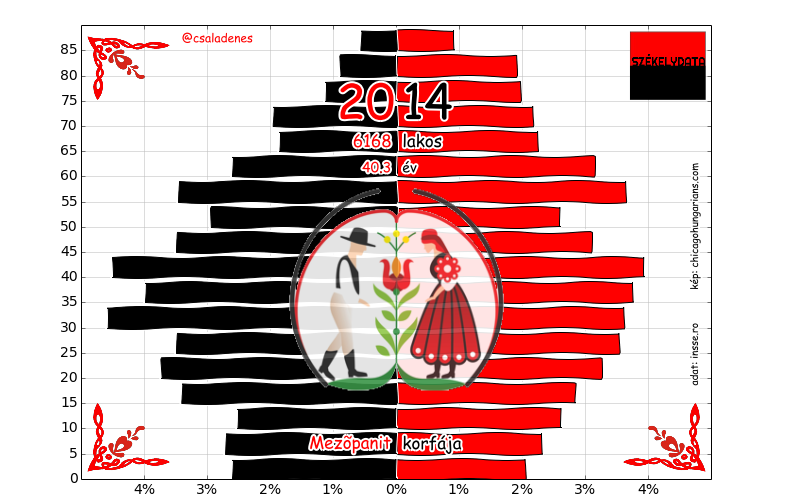 @csaladenes
SZÉKELYDATA
2014
6168 lakos
40.3 év
kép: chicagohungarians.com
adat: insse.ro
Mezõpanit korfája
85
80
75
70
65
60
55
50
45
40
35
30
25
20
15
10
5
0
4% 3% 2% 1% 0% 1% 2% 3% 4%